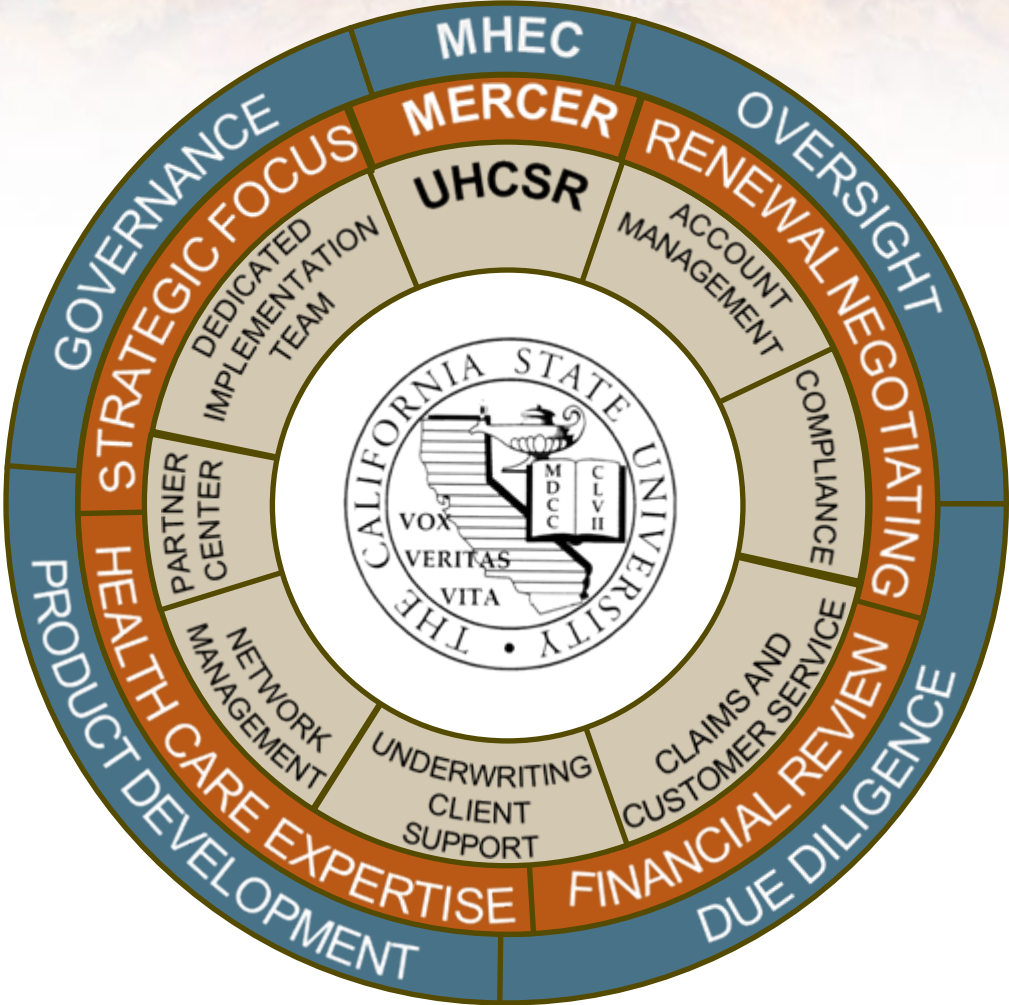 MHEC
OVERSIGHT
DUE DILIGENCE
PRODUCT DEVELOPMENT
GOVERNANCE
MERCER
RENEWAL NEGOTIATING
FINANCIAL REVIEW
HEALTH CARE EXPERTISE
STRATEGIC FOCUS
UHCSR
ACCOUNT
MANAGEMENT
COMPLIANCE
CLAIMS AND
CUSTOMER SERVICE
UNDERWRITING
CLIENT
SUPPORT
NETWORK
MANAGEMENT
PARTNER
CENTER
DEDICATED
IMPLEMENTATION
TEAM
THE CALIFORNIA STATE UNIVERSITY •
VOX
VERITAS
VITA
M
D
C
C
C
L
V
II